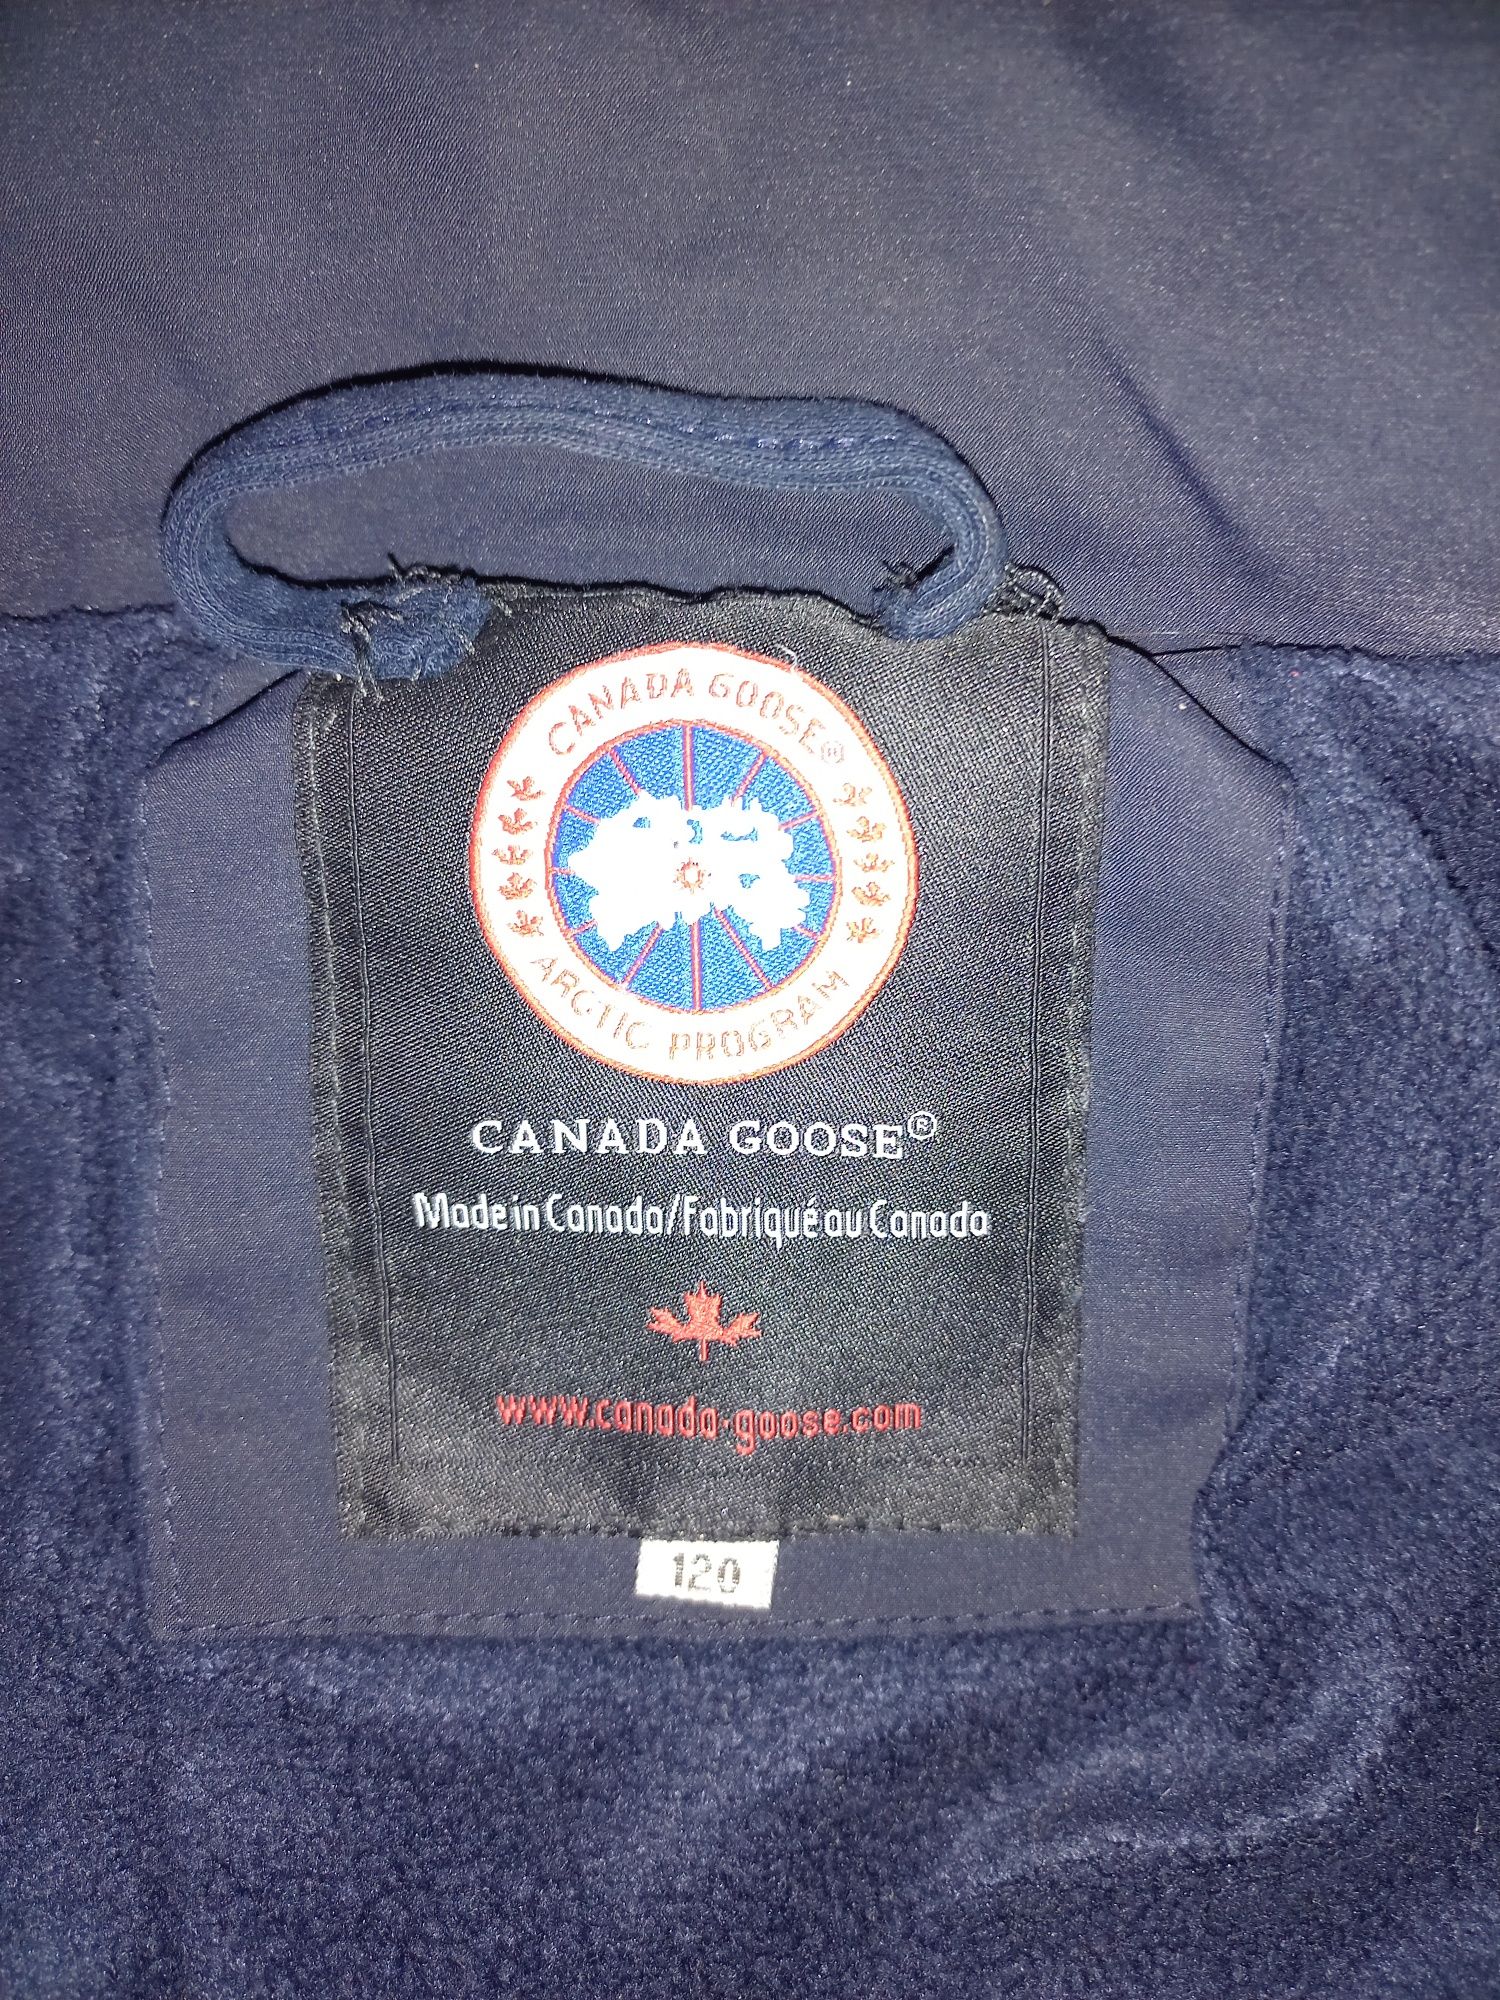 CANADA GOOSE®
ARCTIC PROGRAM
CANADA GOOSE®
Made in Canada/Fabriqué au Canada
www.canada-goose.com
120